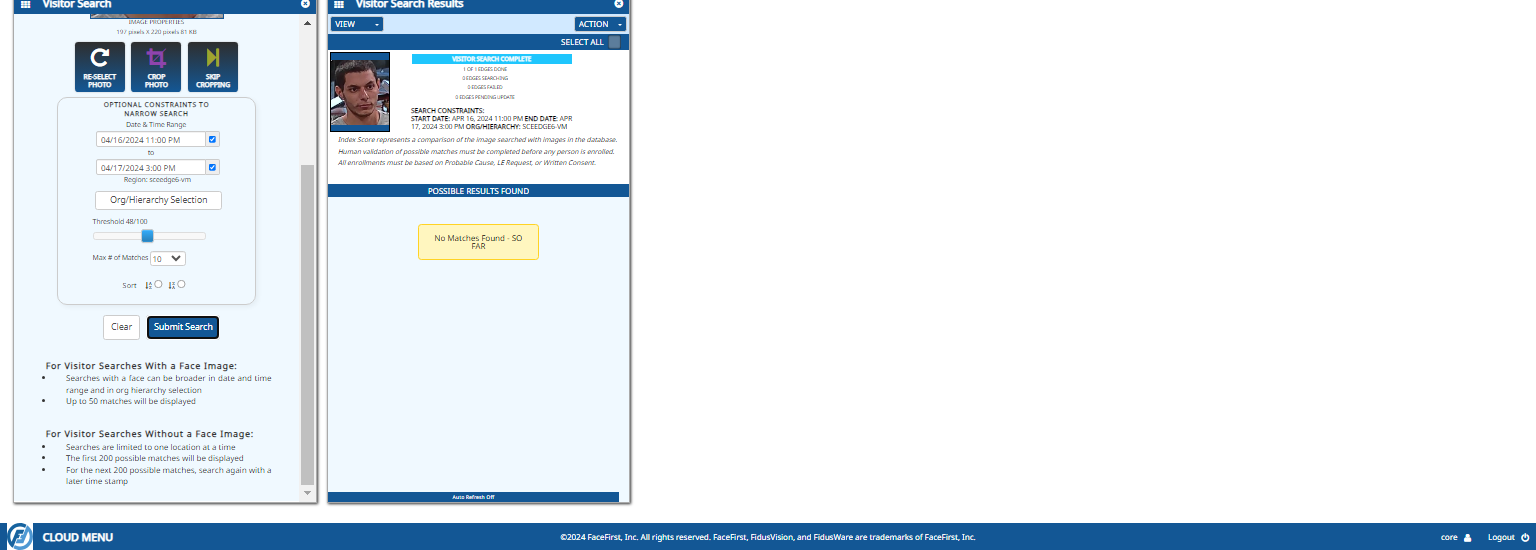 Visitor Search
IMAGE PROPERTIES
197 pixels X 220 pixels 81 KB
RE-SELECT
PHOTO
CROP
PHOTO
SKIP
CROPPING
OPTIONAL CONSTRAINTS TO
NARROW SEARCH
Date & Time Range
04/16/2024 11:00 PM
to
04/17/2024 3:00 PM
Region: sceedge6-vm
Org/Hierarchy Selection
Threshold 48/100
Max # of Matches 10
Sort
Clear
Submit Search
For Visitor Searches With a Face Image:
Searches with a face can be broader in date and time
range and in org hierarchy selection
Up to 50 matches will be displayed
For Visitor Searches Without a Face Image:
Searches are limited to one location at a time
The first 200 possible matches will be displayed
For the next 200 possible matches, search again with a
later time stamp
Visitor Search Results
VIEW
ACTION
SELECT ALL
VISITOR SEARCH COMPLETE
1 OF 1 EDGES DONE
0 EDGES SEARCHING
0 EDGES FAILED
0 EDGES PENDING UPDATE
SEARCH CONSTRAINTS:
START DATE: APR 16, 2024 11:00 PM END DATE: APR
17, 2024 3:00 PM ORG/HIERARCHY: SCEEDGE6-VM
Index Score represents a comparison of the image searched with images in the database.
Human validation of possible matches must be completed before any person is enrolled.
All enrollments must be based on Probable Cause, LE Request, or Written Consent.
POSSIBLE RESULTS FOUND
No Matches Found - SO
FAR
Auto Refresh Off
CLOUD MENU
©2024 FaceFirst, Inc. All rights reserved. FaceFirst, FidusVision, and FidusWare are trademarks of FaceFirst, Inc.
core
Logout